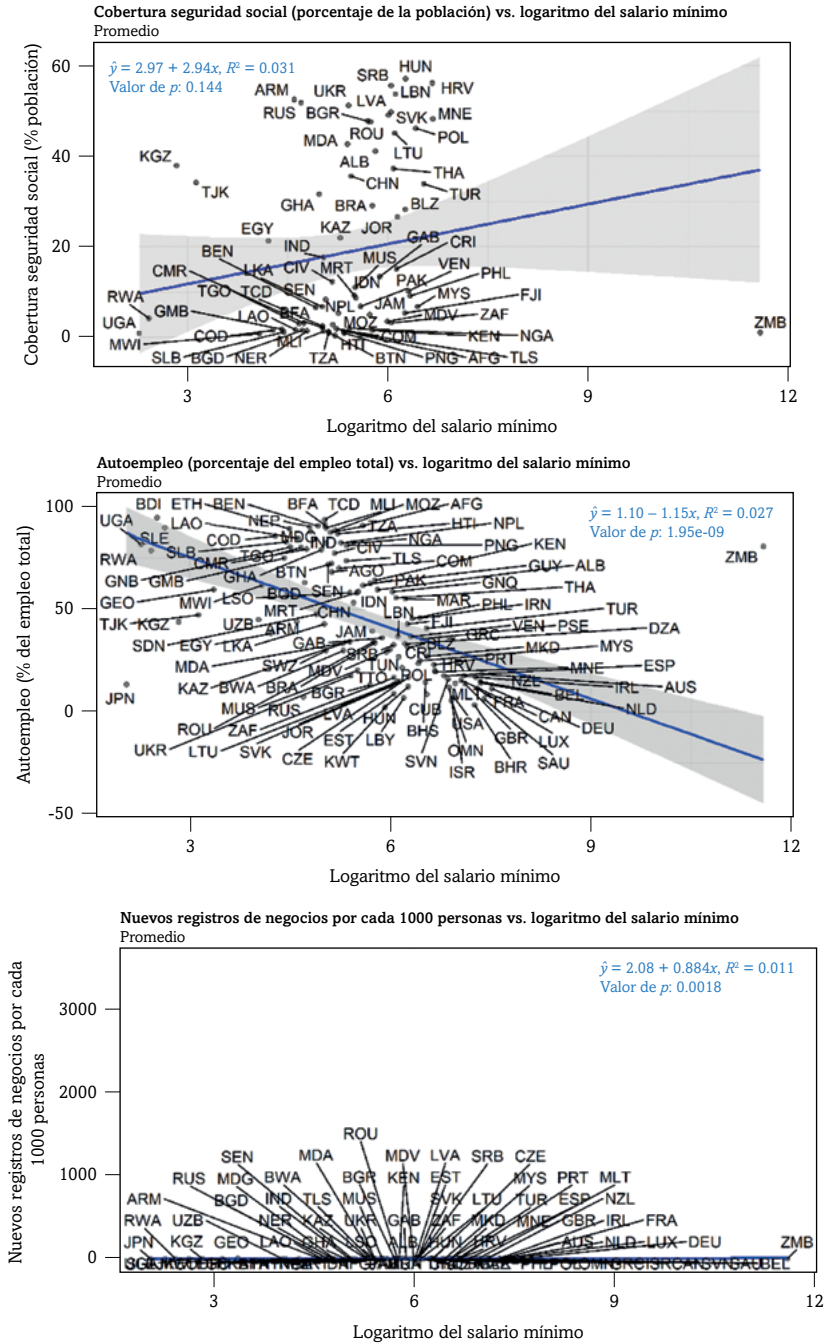 Cobertura seguridad social (porcentaje de la población) vs. logaritmo del salario mínimo
Promedio
ŷ = 2.97 + 2.94x, R² = 0.031
Valor de p: 0.144
Cobertura seguridad social (% población)
60
40
20
0
HUN
SRB
HRV
ARM UKR LBN
LVA
RUS BGR SVK MNE
MDA ROU POL
LTU
KGZ ALB
THA
TJK CHN
TUR
GHA BRA BLZ
EGY KAZ JOR
GAB
BEN IND CRI
MUS
CMR LKA CIV MRT VEN
IDN PAK PHL
RWA TGO TCD SEN MYS FJI
GMB NPL JAM
UGA LAO BFA MDV ZAF ZMB
MOZ
MWI COD MLI HTI COM KEN NGA
SLB BGD NER TZA BTN PNG AFG TLS
3 6 9 12
Logaritmo del salario mínimo
Autoempleo (porcentaje del empleo total) vs. logaritmo del salario mínimo
Promedio
ŷ = 1.10 – 1.15x, R² = 0.027
Valor de p: 1.95e-09
Autoempleo (% del empleo total)
100
50
0
-50
BDI ETH BEN BFA TCD MLI MOZ AFG
UGA LAO NEP TZA HTI NPL
SLE COD MDG IND NGA PNG KEN
SLB TGO CIV ZMB
RWA CMR BTN AGO TLS COM GUY ALB
GNB GMB GHA PAK GNQ
GEO MWI LSO BGD SEN IDN MAR THA
MRT CHN LBN PHL IRN TUR
TJK KGZ UZB ARM FJI VEN PSE DZA
SDN EGY LKA GAB JAM BLZ GRC MKD MYS
MDA SWZ SRB CRI PRT MNE ESP
KAZ BWA BRA MDV TUN HRV
TTO POL NZL IRL AUS
JPN MUS RUS BGR MLT FRA BEL NLD
ROU ZAF LVA HUN CUB USA CAN DEU
UKR LTU SVK JOR EST LBY BHS GBR LUX
CZE KWT SVN OMN SAU
ISR BHR
3 6 9 12
Logaritmo del salario mínimo
Nuevos registros de negocios por cada 1000 personas vs. logaritmo del salario mínimo
Promedio
ŷ = 2.08 + 0.884x, R² = 0.011
Valor de p: 0.0018
Nuevos registros de negocios por cada
1000 personas
3000
2000
1000
0
ROU
SEN MDA MDV LVA SRB CZE
RUS MDG BWA BGR KEN EST MYS PRT MLT
ARM BGD IND TLS MUS SVK LTU TUR ESP NZL
RWA UZB NER KAZ UKR GAB ZAF MKD MNE GBR IRL FRA
JPN KGZ GEO LAO GHA LSO ALB HUN HRV AUS NLD LUX DEU ZMB
3 6 9 12
Logaritmo del salario mínimo